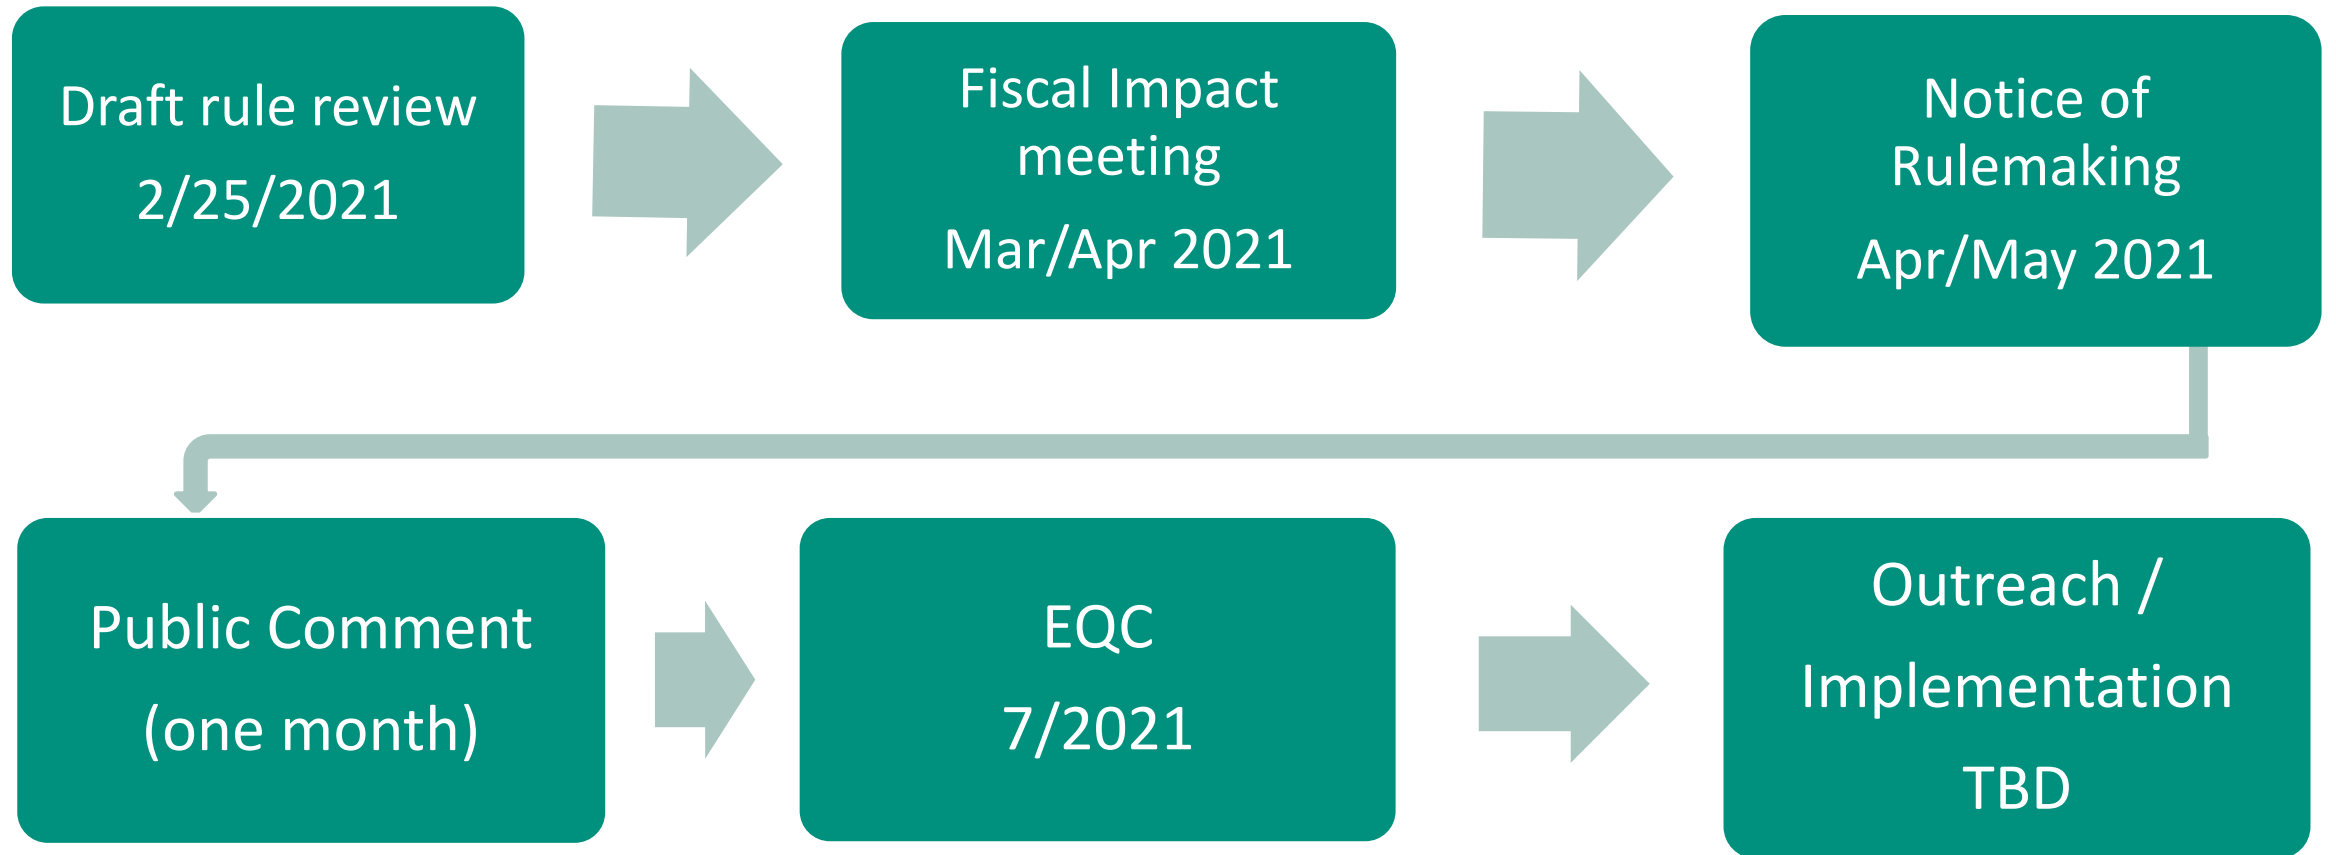 Draft rule review
2/25/2021
Fiscal Impact
meeting
Mar/Apr 2021
Notice of
Rulemaking
Apr/May 2021
Public Comment
(one month)
EQC
7/2021
Outreach /
Implementation
TBD